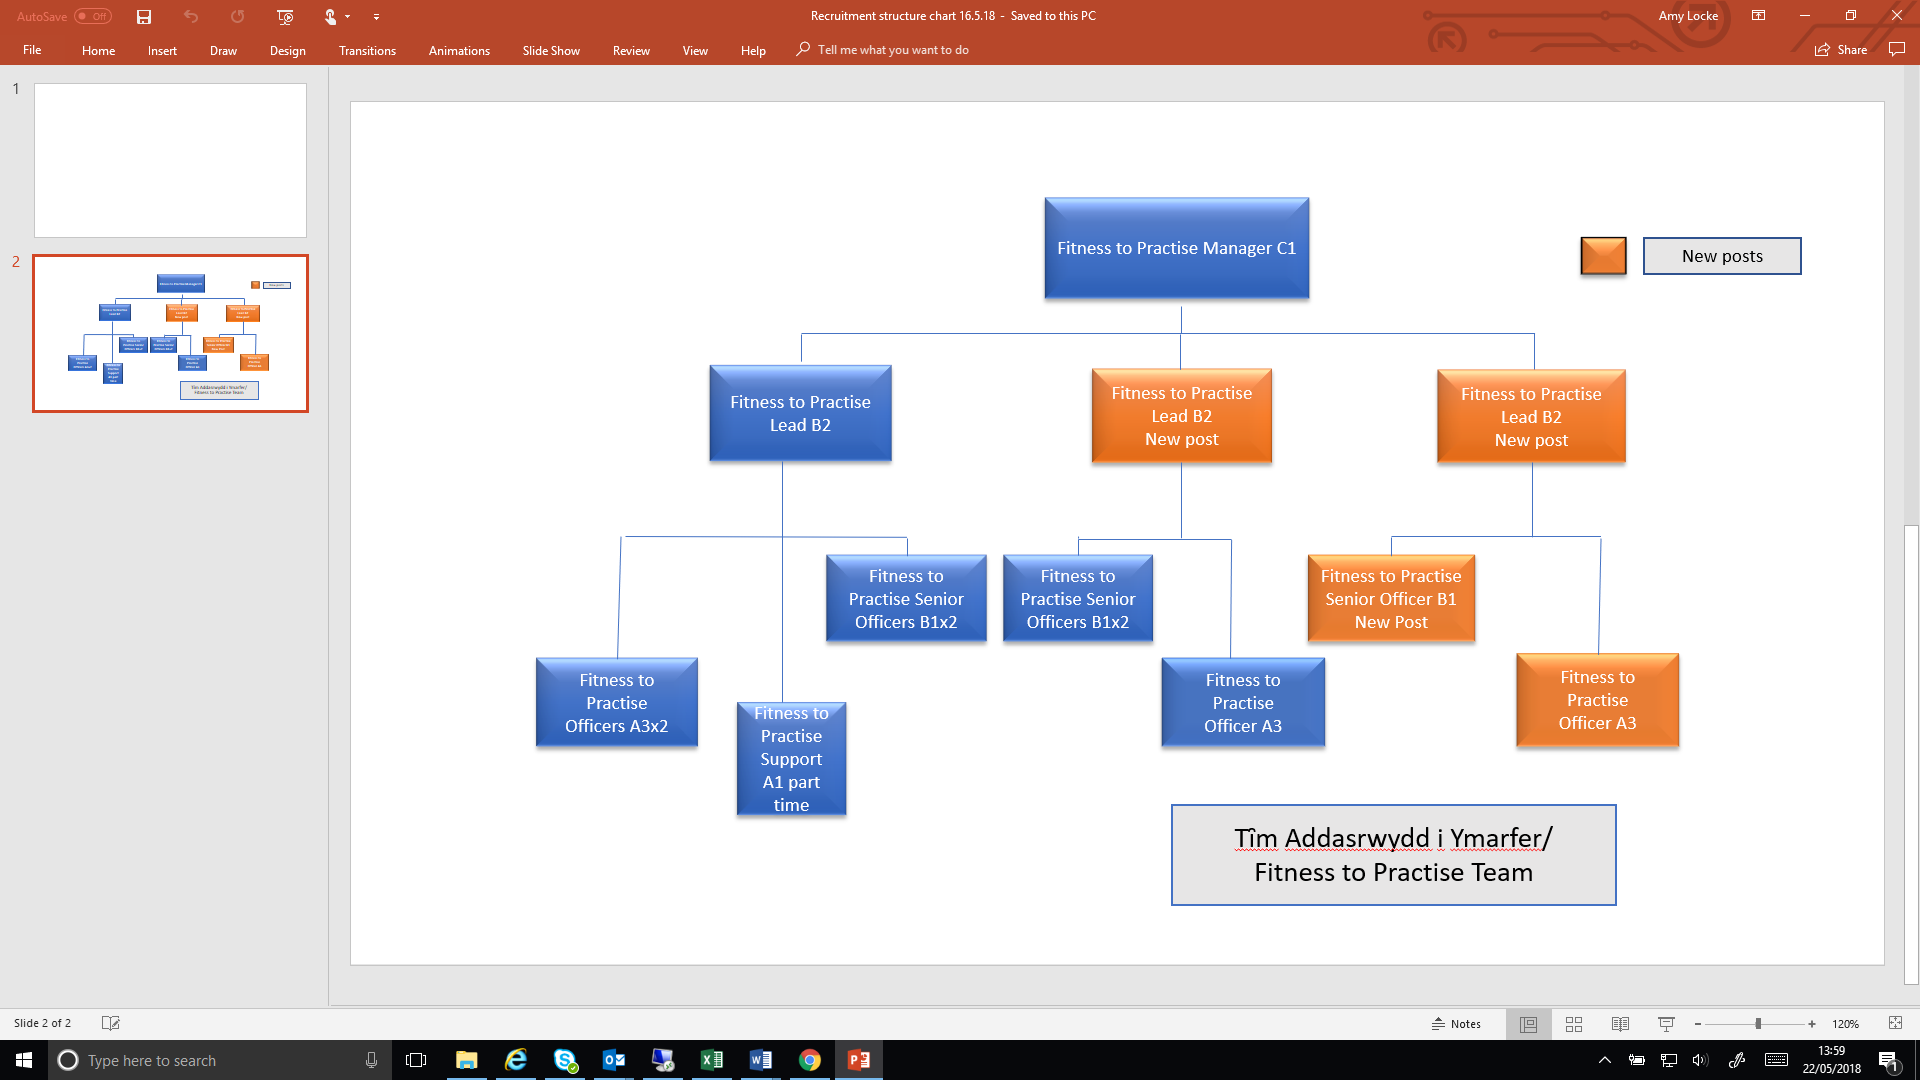 AutoSave Off
Recruitment structure chart 16.5.18 - Saved to this PC
Amy Locke
File Home Insert Draw Design Transitions Animations Slide Show Review View Help Tell me what you want to do
Share
1
2
Fitness to Practise Manager C1
New posts
Fitness to Practise
Lead B2
Fitness to Practise
Lead B2
New post
Fitness to Practise
Lead B2
New post
Fitness to
Practise Senior
Officers B1x2
Fitness to
Practise Senior
Officers B1x2
Fitness to Practise
Senior Officer B1
New Post
Fitness to
Practise
Officers A3x2
Fitness to
Practise
Support
A1 part
time
Fitness to
Practise
Officer A3
Fitness to
Practise
Officer A3
Tîm Addasrwydd i Ymarfer/
Fitness to Practise Team
Slide 2 of 2
Notes
120%
Type here to search
13:59
22/05/2018
1